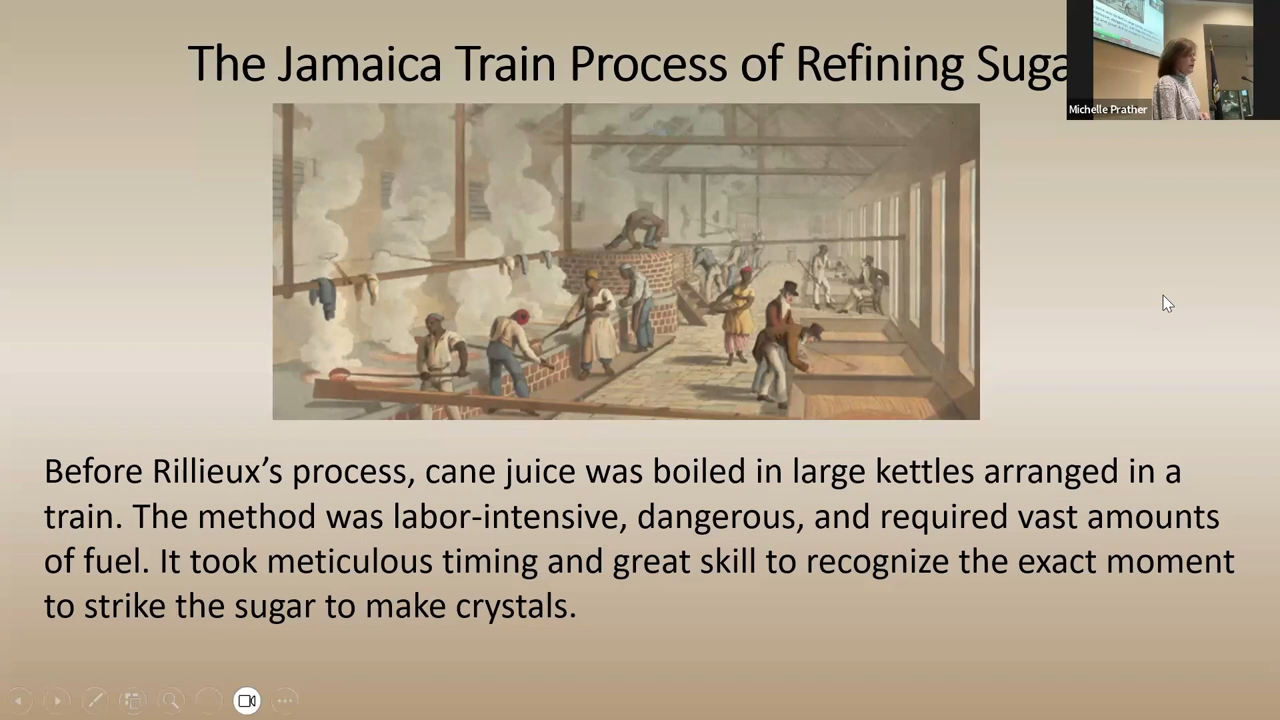 The Jamaica Train Process of Refining Suga
Michelle Prather
Before Rillieux’s process, cane juice was boiled in large kettles arranged in a
train. The method was labor-intensive, dangerous, and required vast amounts
of fuel. It took meticulous timing and great skill to recognize the exact moment
to strike the sugar to make crystals.